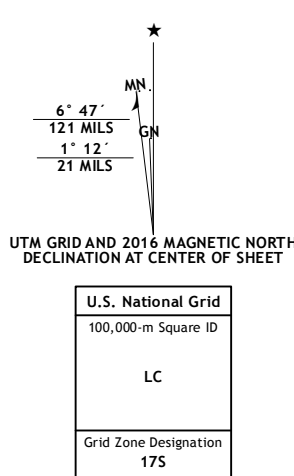 ★
MN
6° 47´
121 MILS
GN
1° 12´
21 MILS
UTM GRID AND 2016 MAGNETIC NORTH
DECLINATION AT CENTER OF SHEET
U.S. National Grid
100,000-m Square ID
LC
Grid Zone Designation
17S